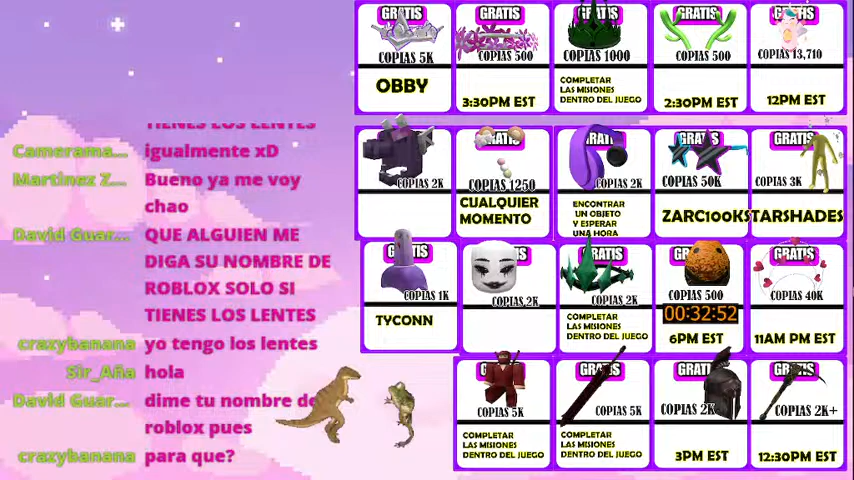 GRATIS
COPIAS 5K
OBBY
GRATIS
COPIAS 500
3:30PM EST
GRATIS
COPIAS 1000
COMPLETAR
LAS MISIONES
DENTRO DEL JUEGO
GRATIS
COPIAS 500
2:30PM EST
GRATIS
COPIAS 13,710
12PM EST
TIENES LOS LENTES
Camerama... igualmente xD
Martinez Z... Bueno ya me voy
chao
David Guar... QUE ALGUIEN ME
DIGA SU NOMBRE DE
ROBLOX SOLO SI
TIENES LOS LENTES
crazybanana yo tengo los lentes
Sir_Aña hola
David Guar... dime tu nombre de
roblox pues
crazybanana para que?
COPIAS 2K
GRATIS
COPIAS 1250
CUALQUIER
MOMENTO
GRATIS
COPIAS 2K
ENCONTRAR
UN OBJETO
Y ESPERAR
UNA HORA
GRATIS
COPIAS 50K
ZARC100KS
GRATIS
COPIAS 3K
STARSHADES
GRATIS
COPIAS 1K
TYCONN
GRATIS
COPIAS 2K
GRATIS
COPIAS 2K
COMPLETAR
LAS MISIONES
DENTRO DEL JUEGO
GRATIS
COPIAS 500
00:32:52
6PM EST
GRATIS
COPIAS 40K
11AM PM EST
GRATIS
COPIAS 5K
COMPLETAR
LAS MISIONES
DENTRO DEL JUEGO
GRATIS
COPIAS 5K
COMPLETAR
LAS MISIONES
DENTRO DEL JUEGO
GRATIS
COPIAS 2K
3PM EST
GRATIS
COPIAS 2K+
12:30PM EST